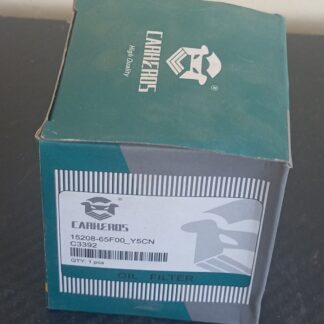 CARHEROS
High Quality
®
CARHEROS
15208-65F00_Y5CN
C3392
QTY: 1 pcs
OIL FILTER